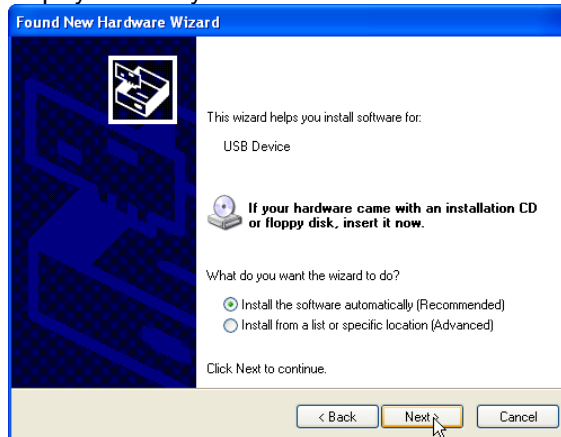 Found New Hardware Wizard
This wizard helps you install software for:
USB Device
If your hardware came with an installation CD
or floppy disk, insert it now.
What do you want the wizard to do?
Install the software automatically (Recommended)
Install from a list or specific location (Advanced)
Click Next to continue.
< Back Next > Cancel